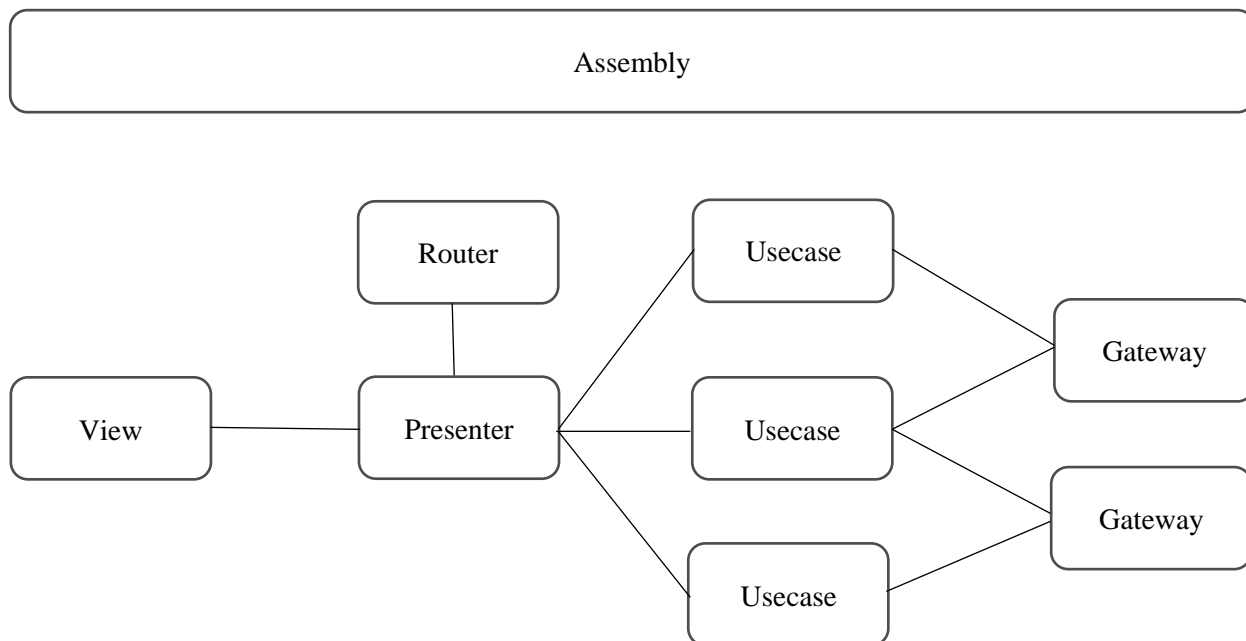 Assembly
Router
Usecase
Gateway
View
Presenter
Usecase
Gateway
Usecase